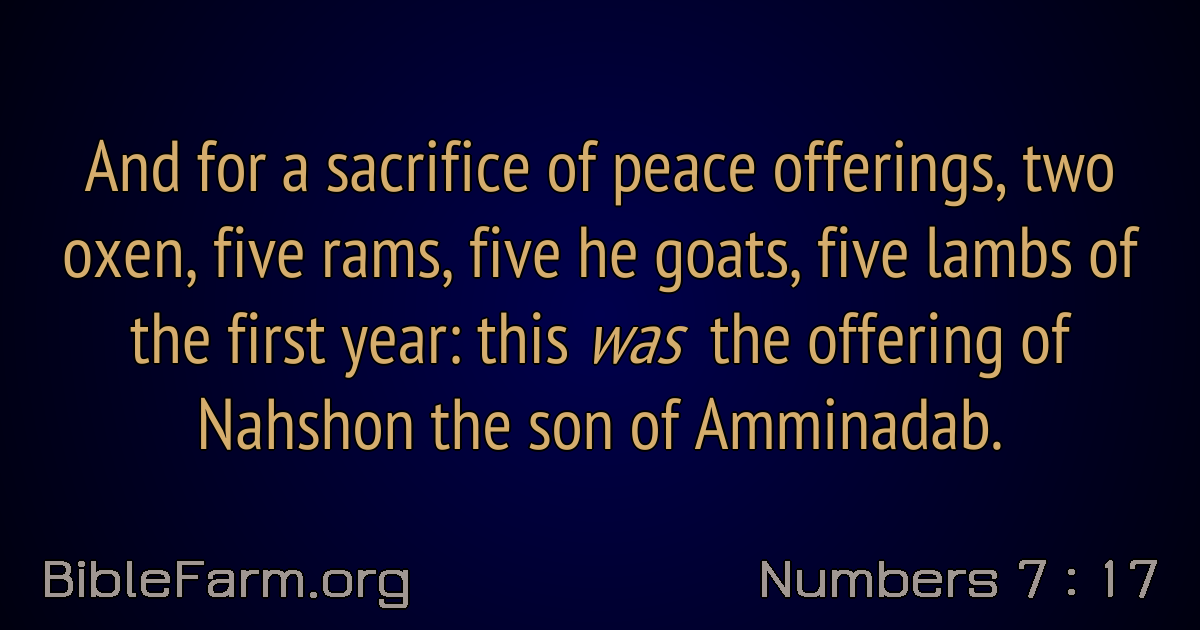 And for a sacrifice of peace offerings, two
oxen, five rams, five he goats, five lambs of
the first year: this was the offering of
Nahshon the son of Amminadab.
BibleFarm.org
Numbers 7 : 17